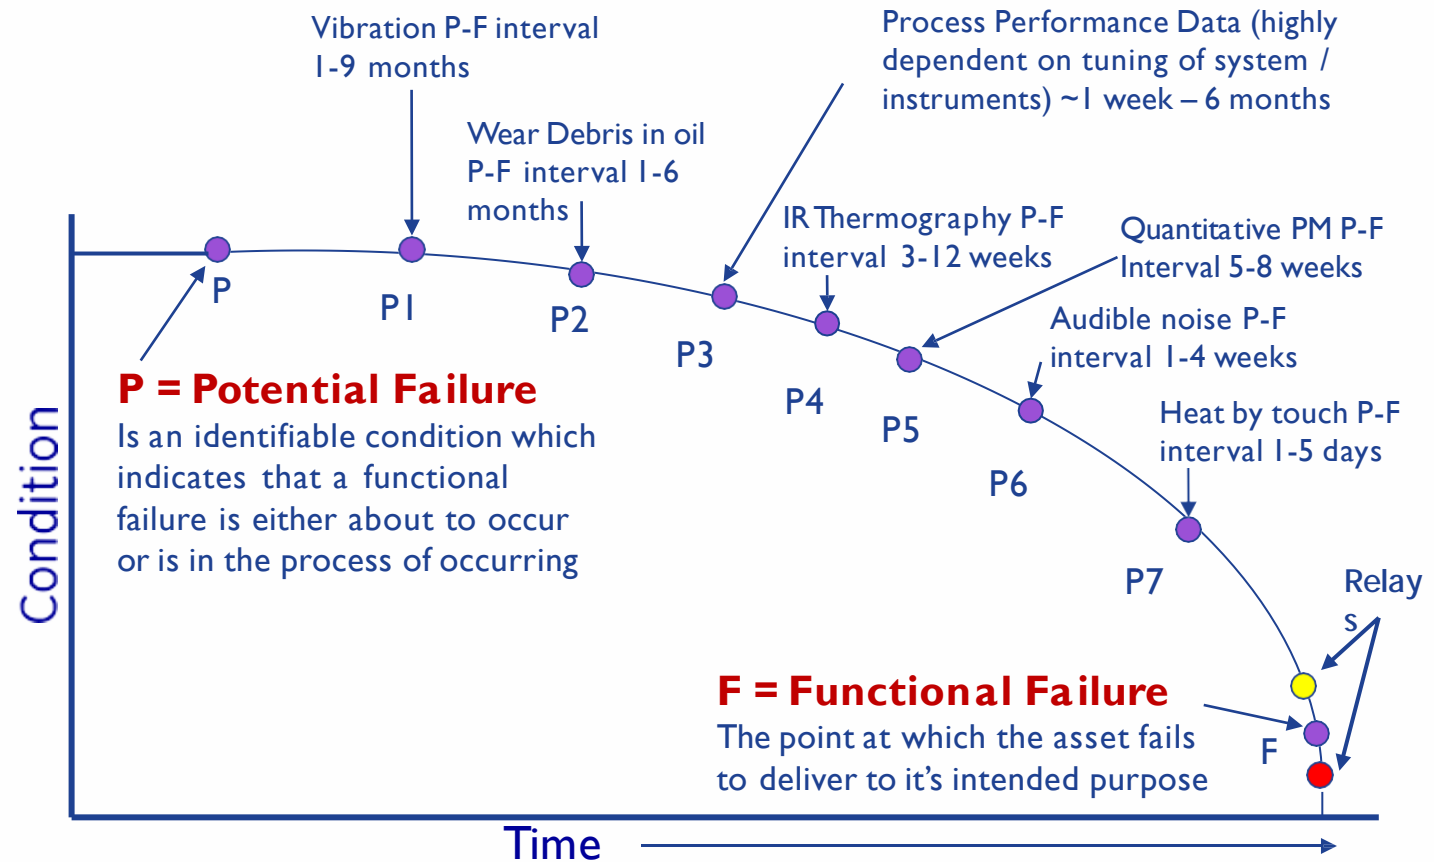 Vibration P-F interval
1-9 months
Process Performance Data (highly
dependent on tuning of system /
instruments) ~1 week – 6 months
Wear Debris in oil
P-F interval 1-6
months
IR Thermography P-F
interval 3-12 weeks
Quantitative PM P-F
Interval 5-8 weeks
Audible noise P-F
interval 1-4 weeks
Heat by touch P-F
interval 1-5 days
P
P1
P2
P3
P4
P5
P6
P7
P = Potential Failure
Is an identifiable condition which
indicates that a functional
failure is either about to occur
or is in the process of occurring
Condition
Relay
s
F = Functional Failure
The point at which the asset fails
to deliver to it's intended purpose
F
Time